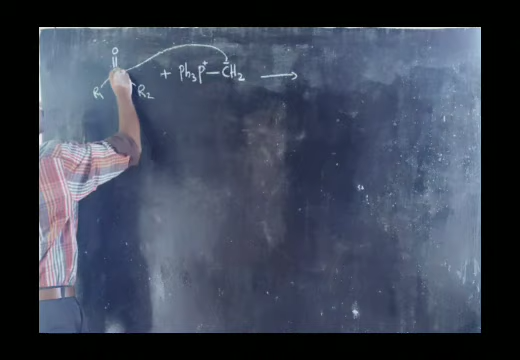 O
+ Ph₃P⁺—C̄H₂ ⟶
R₁ R₂